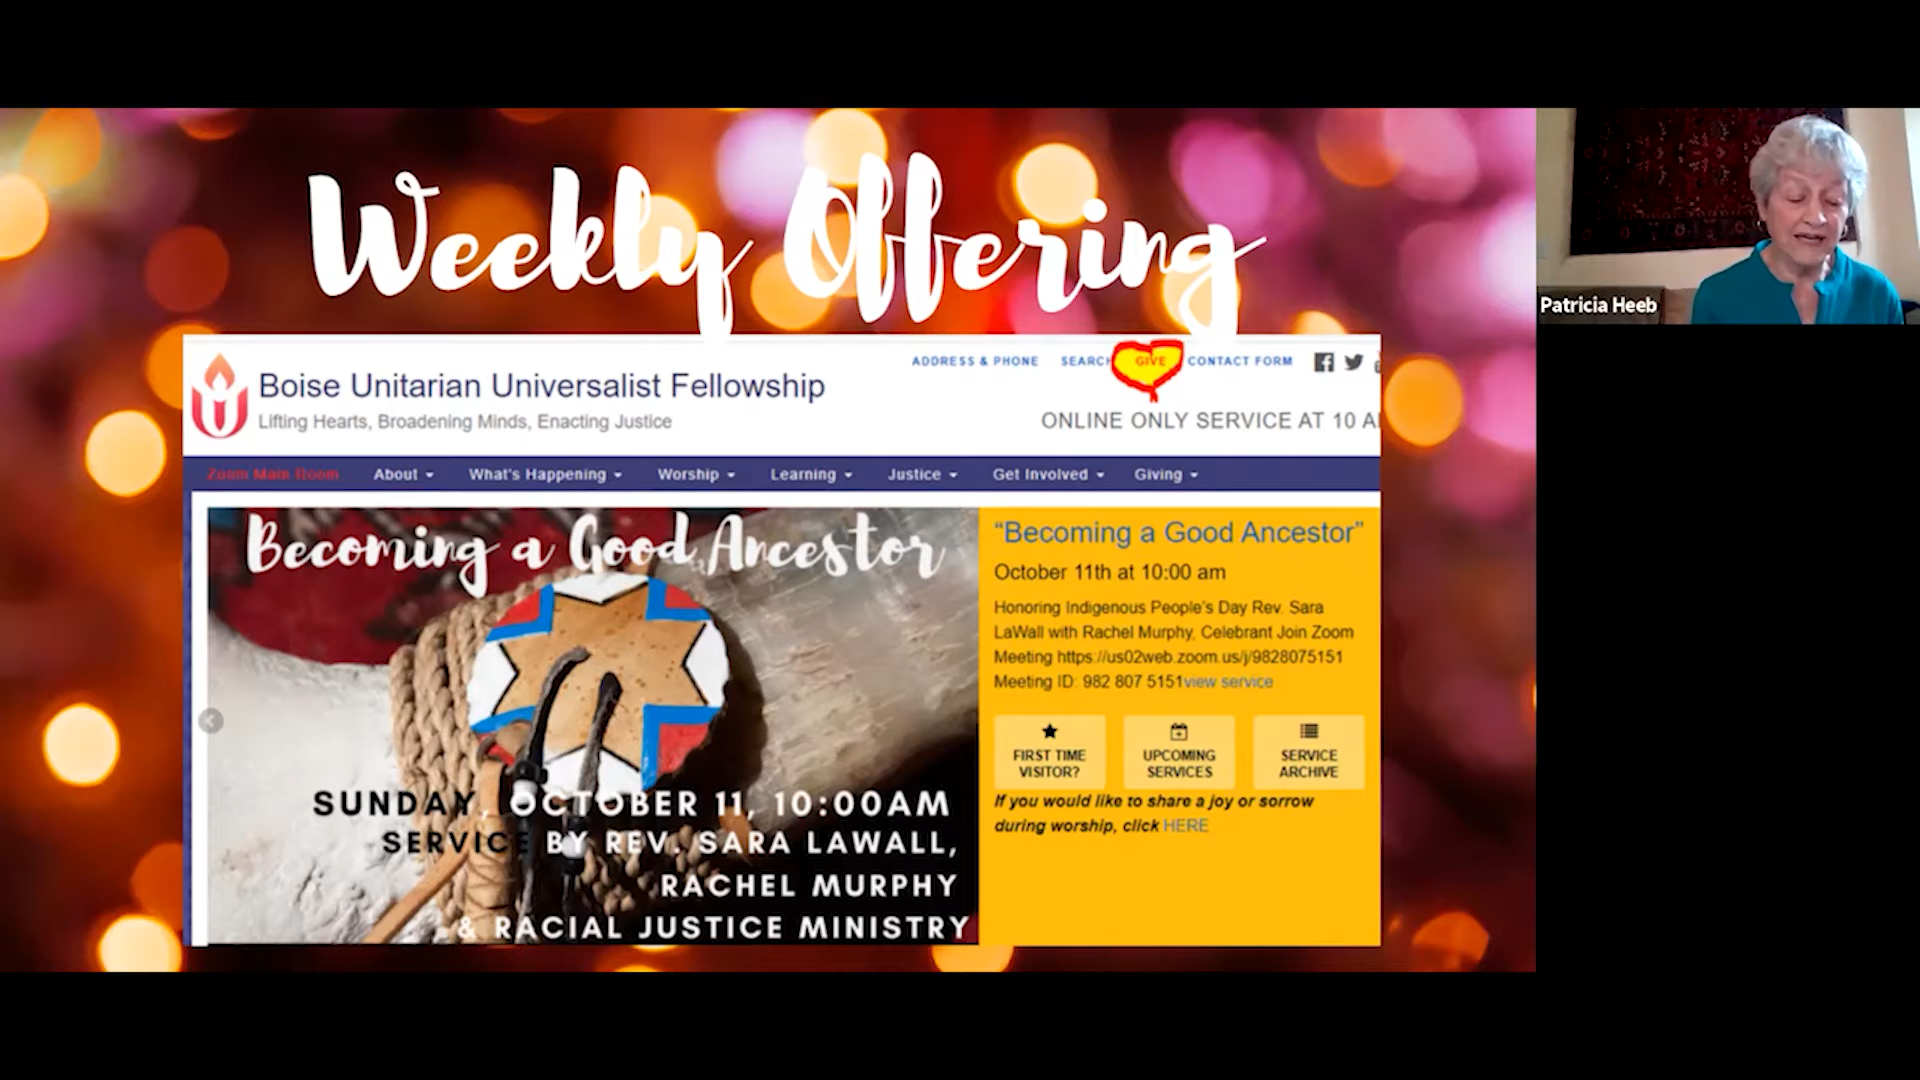 Weekly Offering
Patricia Heeb
ADDRESS & PHONE SEARCH GIVE CONTACT FORM
Boise Unitarian Universalist Fellowship
Lifting Hearts, Broadening Minds, Enacting Justice
ONLINE ONLY SERVICE AT 10 A
Zoom Main Room About What's Happening Worship Learning Justice Get Involved Giving
Becoming a Good Ancestor
SUNDAY, OCTOBER 11, 10:00AM
SERVICE BY REV. SARA LAWALL,
RACHEL MURPHY
& RACIAL JUSTICE MINISTRY
“Becoming a Good Ancestor”
October 11th at 10:00 am
Honoring Indigenous People's Day Rev. Sara
LaWall with Rachel Murphy, Celebrant Join Zoom
Meeting https://us02web.zoom.us/j/9828075151
Meeting ID: 982 807 5151view service
FIRST TIME
VISITOR?
UPCOMING
SERVICES
SERVICE
ARCHIVE
If you would like to share a joy or sorrow
during worship, click HERE